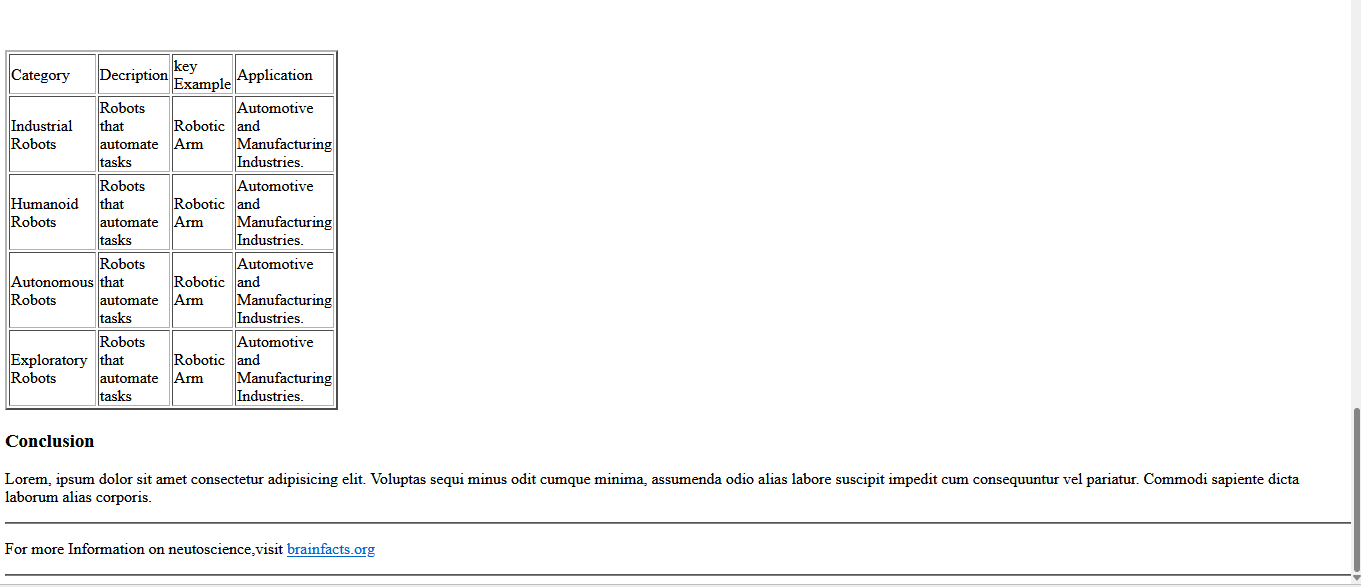 Category Decription key Example Application
Industrial Robots Robots that automate tasks Robotic Arm Automotive and Manufacturing Industries.
Humanoid Robots Robots that automate tasks Robotic Arm Automotive and Manufacturing Industries.
Autonomous Robots Robots that automate tasks Robotic Arm Automotive and Manufacturing Industries.
Exploratory Robots Robots that automate tasks Robotic Arm Automotive and Manufacturing Industries.
Conclusion
Lorem, ipsum dolor sit amet consectetur adipisicing elit. Voluptas sequi minus odit cumque minima, assumenda odio alias labore suscipit impedit cum consequuntur vel pariatur. Commodi sapiente dicta
laborum alias corporis.
For more Information on neutoscience,visit brainfacts.org